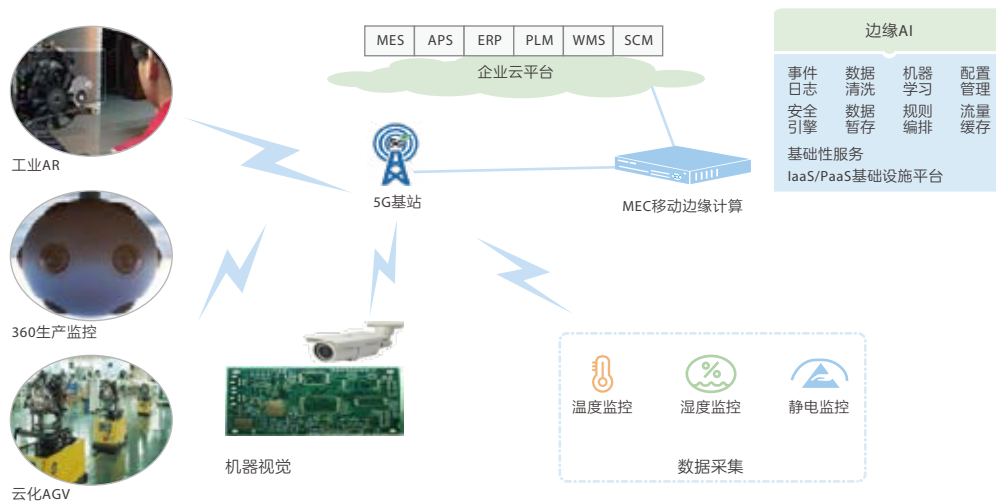 MES APS ERP PLM WMS SCM
企业云平台
边缘AI
事件 数据 机器 配置
日志 清洗 学习 管理
安全 数据 规则 流量
引擎 暂存 编排 缓存
基础性服务
IaaS/PaaS基础设施平台
工业AR
5G基站
MEC移动边缘计算
360生产监控
%
温度监控 湿度监控 静电监控
机器视觉
数据采集
云化AGV